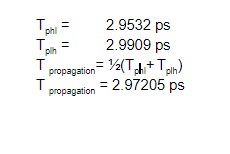 Tphl = 2.9532 ps
Tplh = 2.9909 ps
T propagation = ½(Tphl + Tplh)
T propagation = 2.97205 ps